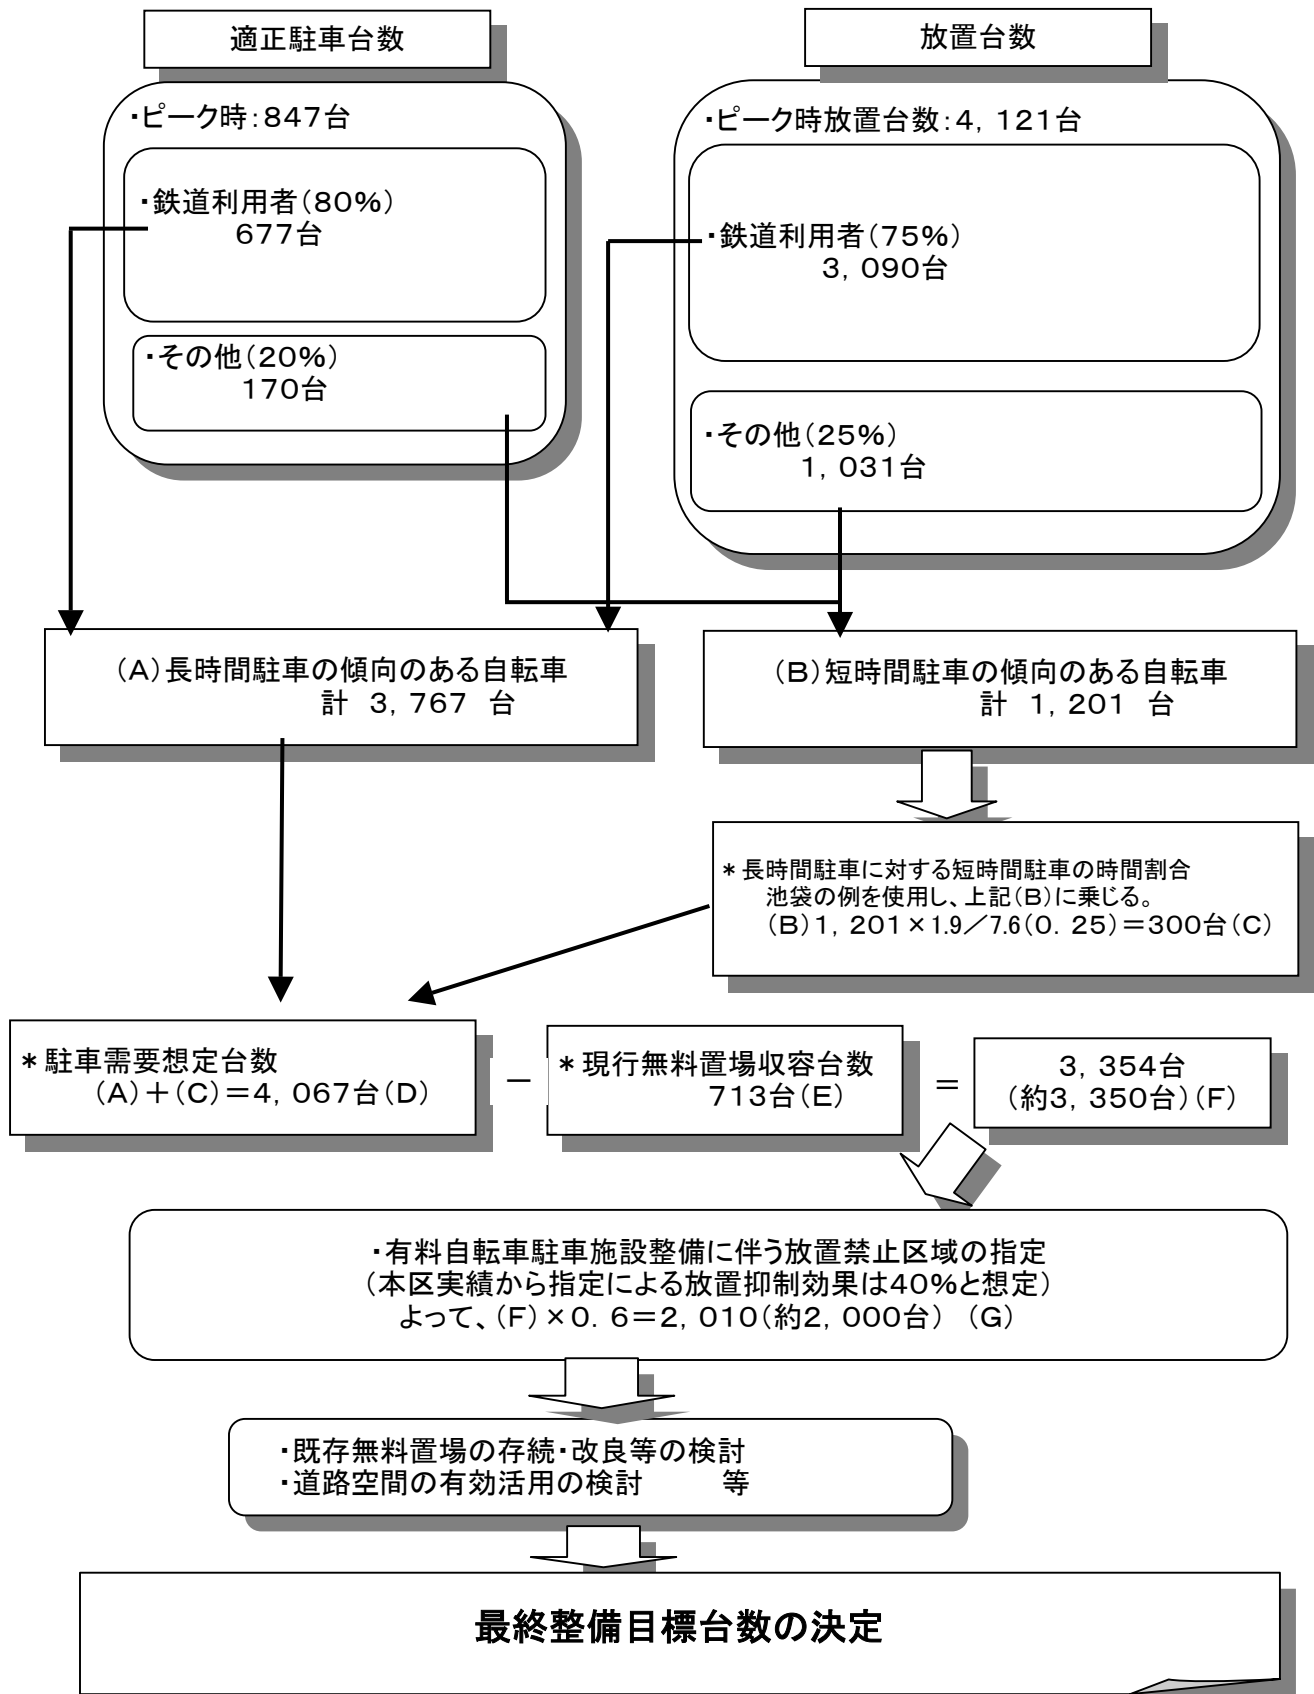 適正駐車台数
・ピーク時：847台
・鉄道利用者（80％）
677台
・その他（20％）
170台
放置台数
・ピーク時放置台数：4，121台
・鉄道利用者（75％）
3，090台
・その他（25％）
1，031台
（A）長時間駐車の傾向のある自転車
計 3，767 台
（B）短時間駐車の傾向のある自転車
計 1，201 台
＊長時間駐車に対する短時間駐車の時間割合
池袋の例を使用し、上記（B）に乗じる。
（B）1，201×1.9／7.6（0．25）＝300台（C）
＊駐車需要想定台数
（A）＋（C）＝4，067台（D）
－
＊現行無料置場収容台数
713台（E）
＝
3，354台
（約3，350台）（F）
・有料自転車駐車施設整備に伴う放置禁止区域の指定
（本区実績から指定による放置抑制効果は40％と想定）
よって、（F）×0．6＝2，010（約2，000台） （G）
・既存無料置場の存続・改良等の検討
・道路空間の有効活用の検討 等
最終整備目標台数の決定